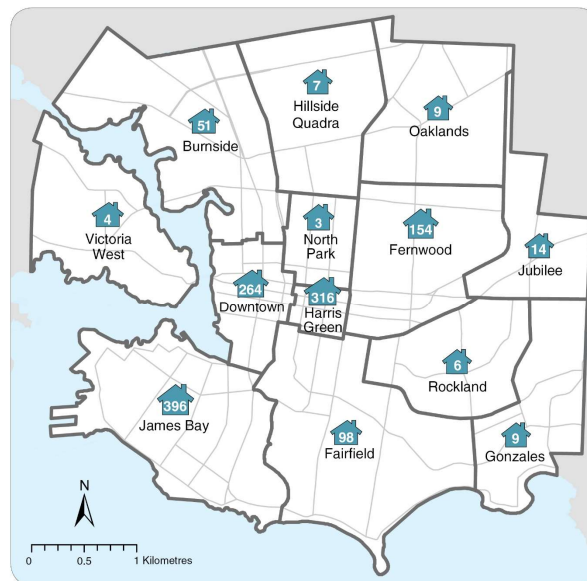 7
Hillside
Quadra
9
Oaklands
51
Burnside
4
Victoria
West
3
North
Park
154
Fernwood
14
Jubilee
264
Downtown
316
Harris
Green
6
Rockland
396
James Bay
98
Fairfield
9
Gonzales
N
0 0.5 1 Kilometres